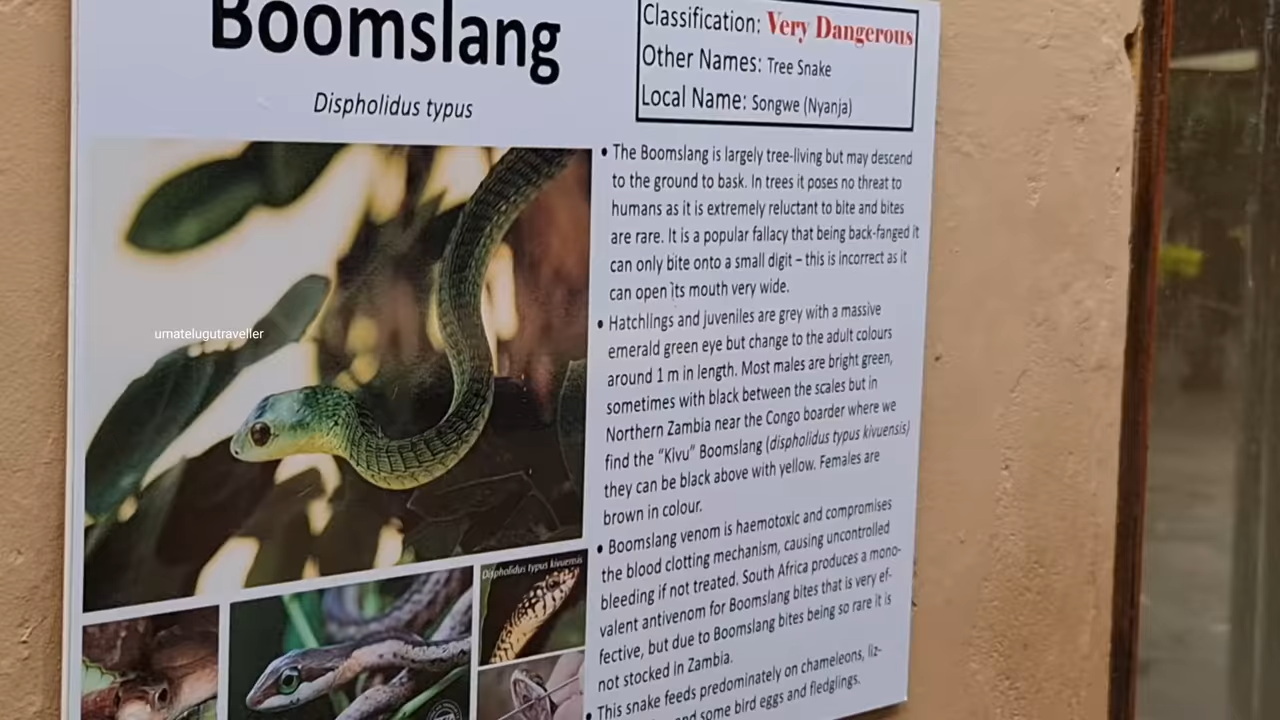 Boomslang
Dispholidus typus
Classification: Very Dangerous
Other Names: Tree Snake
Local Name: Songwe (Nyanja)
• The Boomslang is largely tree-living but may descend
to the ground to bask. In trees it poses no threat to
humans as it is extremely reluctant to bite and bites
are rare. It is a popular fallacy that being back-fanged it
can only bite onto a small digit – this is incorrect as it
can open its mouth very wide.
• Hatchlings and juveniles are grey with a massive
emerald green eye but change to the adult colours
around 1 m in length. Most males are bright green,
sometimes with black between the scales but in
Northern Zambia near the Congo boarder where we
find the “Kivu” Boomslang (dispholidus typus kivuensis)
they can be black above with yellow. Females are
brown in colour.
• Boomslang venom is haemotoxic and compromises
the blood clotting mechanism, causing uncontrolled
bleeding if not treated. South Africa produces a mono-
valent antivenom for Boomslang bites that is very ef-
fective, but due to Boomslang bites being so rare it is
not stocked in Zambia.
• This snake feeds predominately on chameleons, liz-
and some bird eggs and fledglings.
umatelugutraveller
Dispholidus typus kivuensis